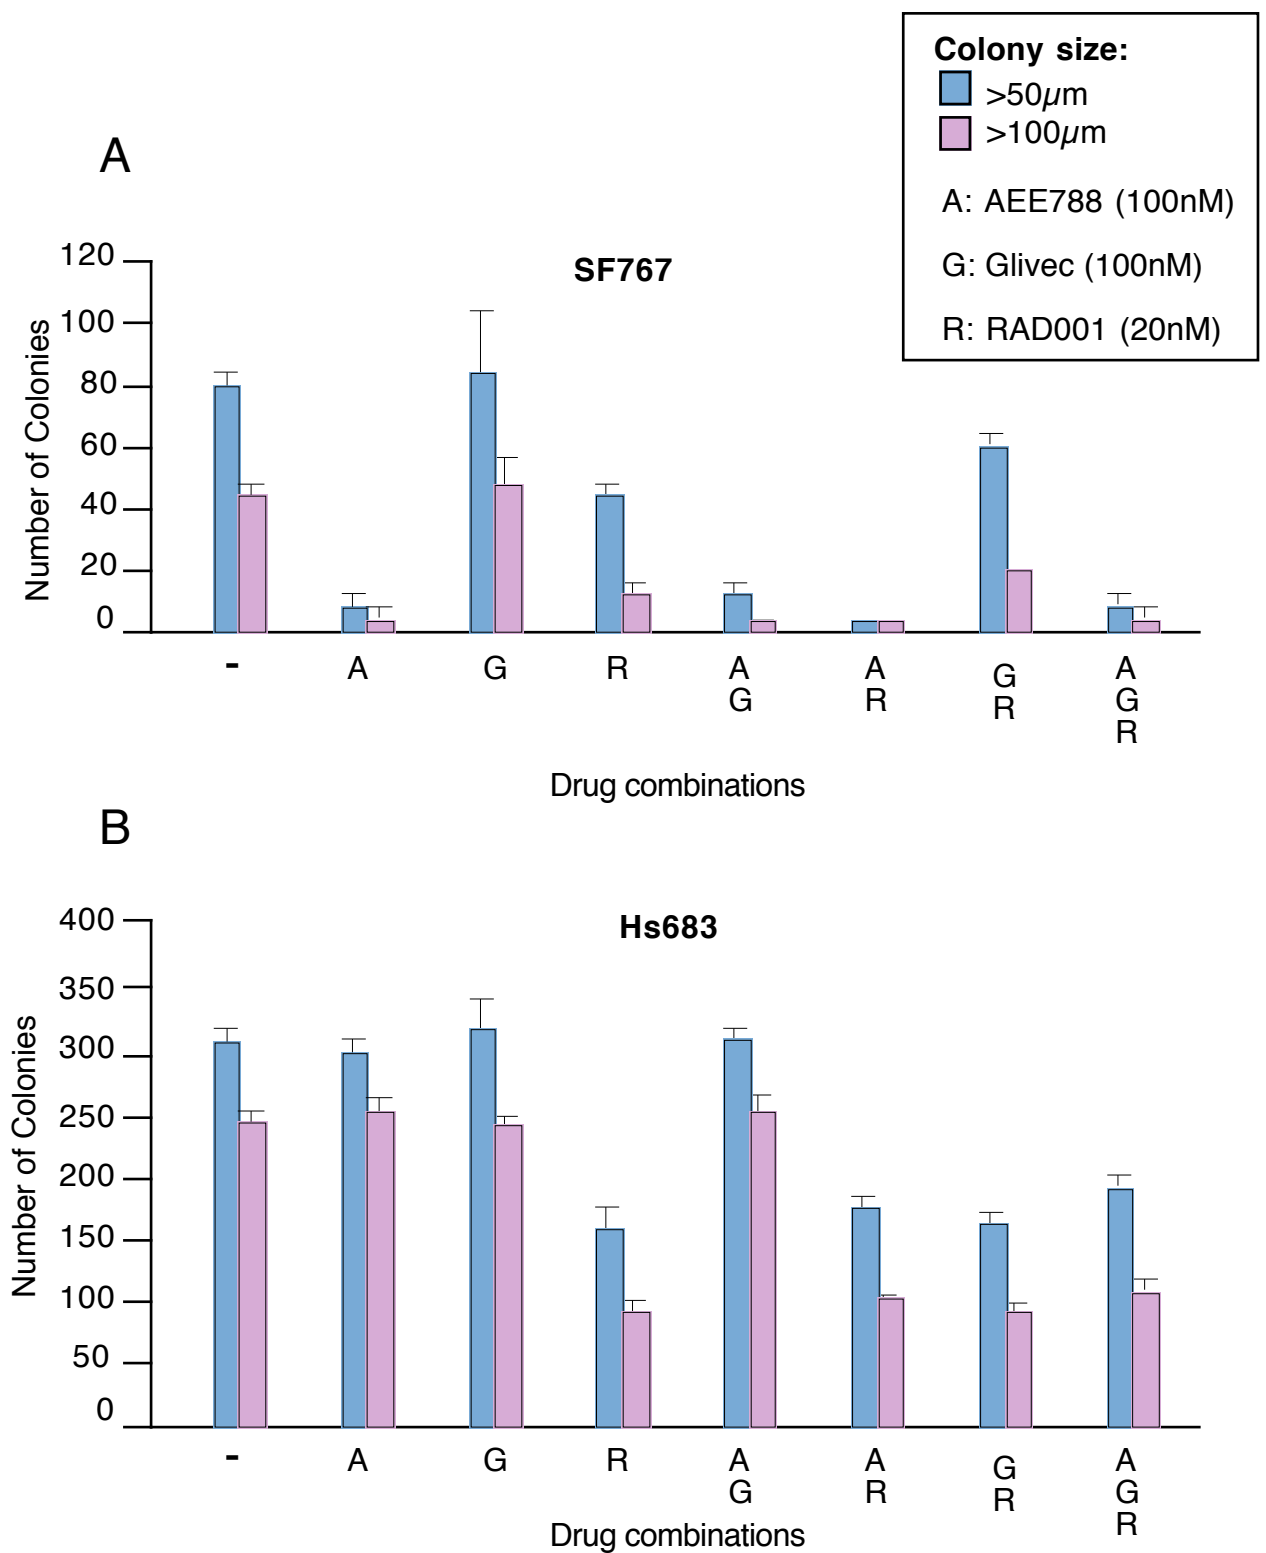 Colony size:
>50µm
>100µm
A: AEE788 (100nM)
G: Glivec (100nM)
R: RAD001 (20nM)
A
SF767
Number of Colonies
120
100
80
60
40
20
0
-
A
G
R
A
G
A
R
G
R
A
G
R
Drug combinations
B
Hs683
Number of Colonies
400
350
300
250
200
150
100
50
0
-
A
G
R
A
G
A
R
G
R
A
G
R
Drug combinations